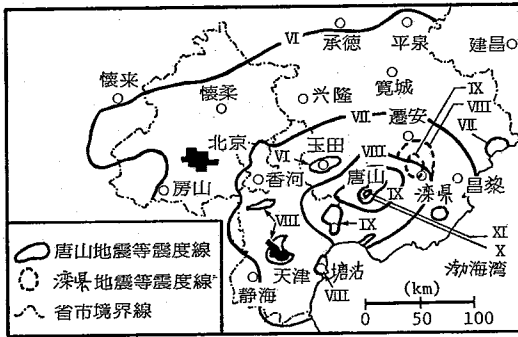 承徳
平泉
建昌
VI
懐来
懐柔
兴隆
寛城
IX
VIII
遷安
VII
VII
北京
VI
玉田
VIII
房山
香河
唐山
IX
滦県
昌黎
VIII
IX
XI
X
唐山地震等震度線
滦県地震等震度線
省市境界線
天津
塘沽
渤海湾
静海
VIII
(km)
0 50 100